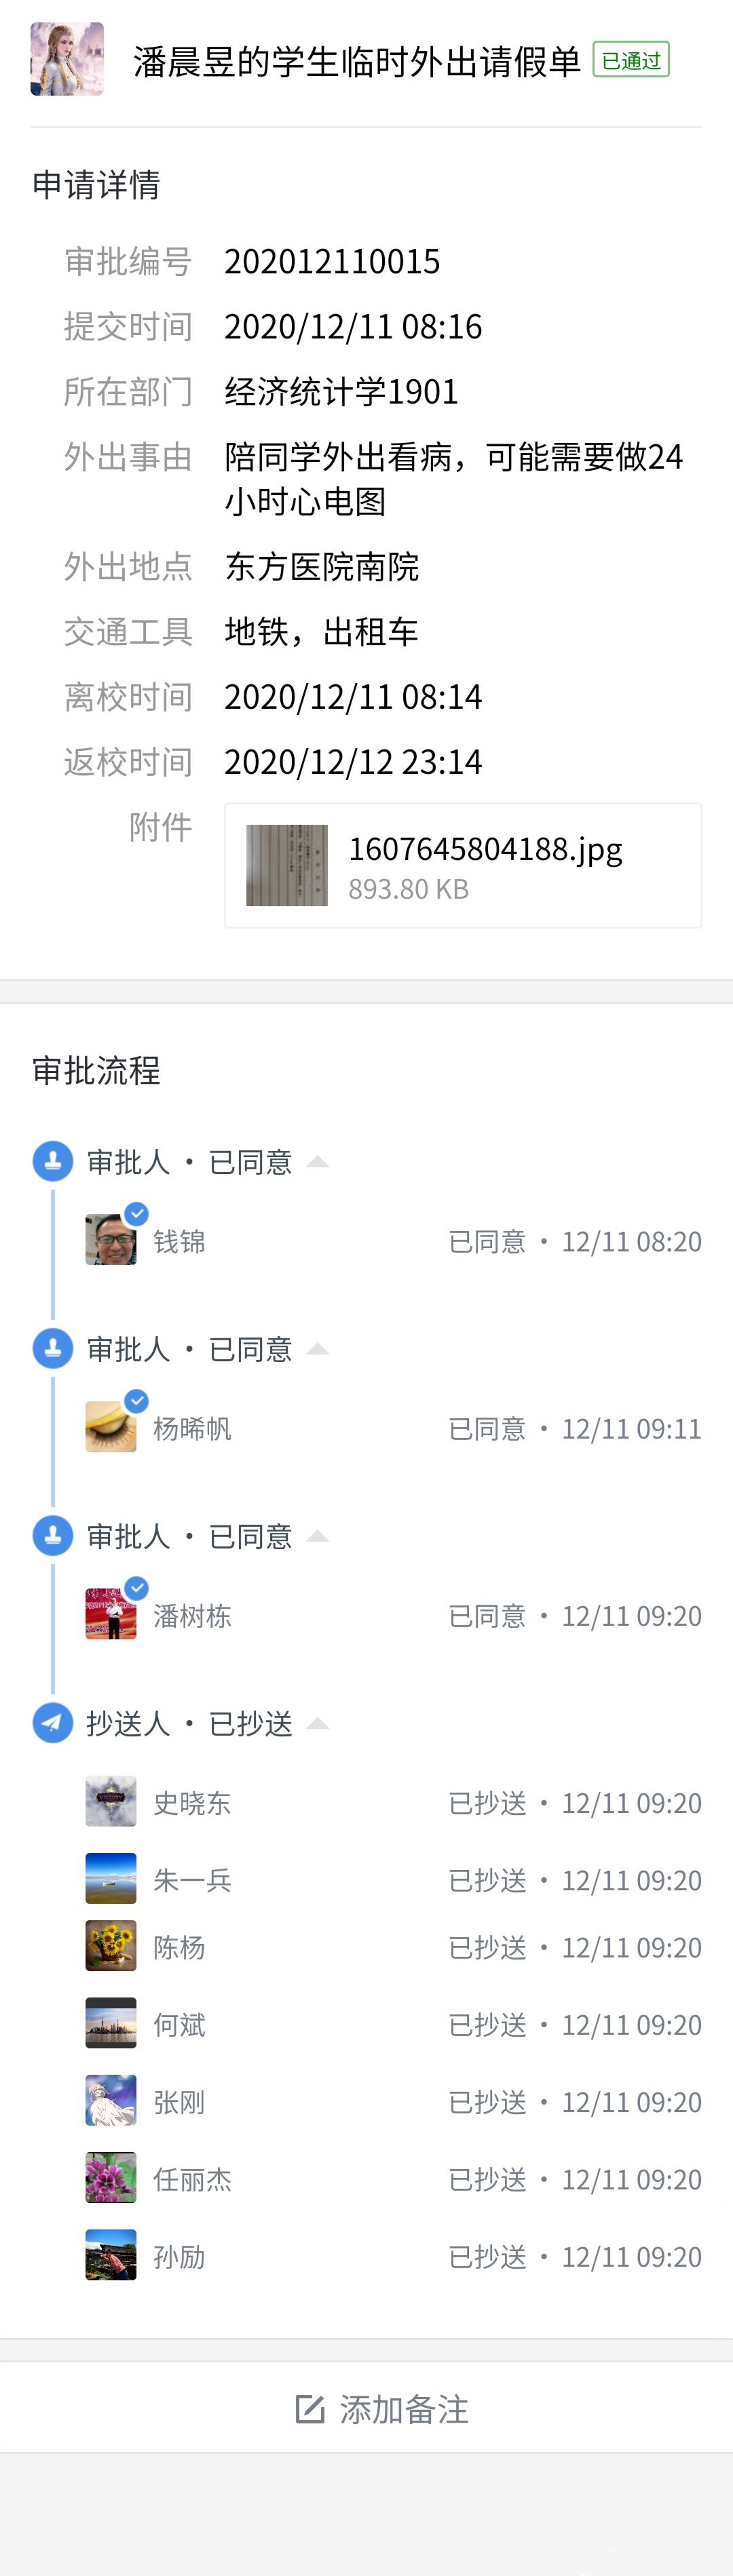 潘晨昱的学生临时外出请假单 已通过
申请详情
审批编号 202012110015
提交时间 2020/12/11 08:16
所在部门 经济统计学1901
外出事由 陪同学外出看病，可能需要做24
小时心电图
外出地点 东方医院南院
交通工具 地铁，出租车
离校时间 2020/12/11 08:14
返校时间 2020/12/12 23:14
附件 1607645804188.jpg
893.80 KB
审批流程
审批人 · 已同意
钱锦 已同意 · 12/11 08:20
审批人 · 已同意
杨晞帆 已同意 · 12/11 09:11
审批人 · 已同意
潘树栋 已同意 · 12/11 09:20
抄送人 · 已抄送
史晓东 已抄送 · 12/11 09:20
朱一兵 已抄送 · 12/11 09:20
陈杨 已抄送 · 12/11 09:20
何斌 已抄送 · 12/11 09:20
张刚 已抄送 · 12/11 09:20
任丽杰 已抄送 · 12/11 09:20
孙励 已抄送 · 12/11 09:20
添加备注